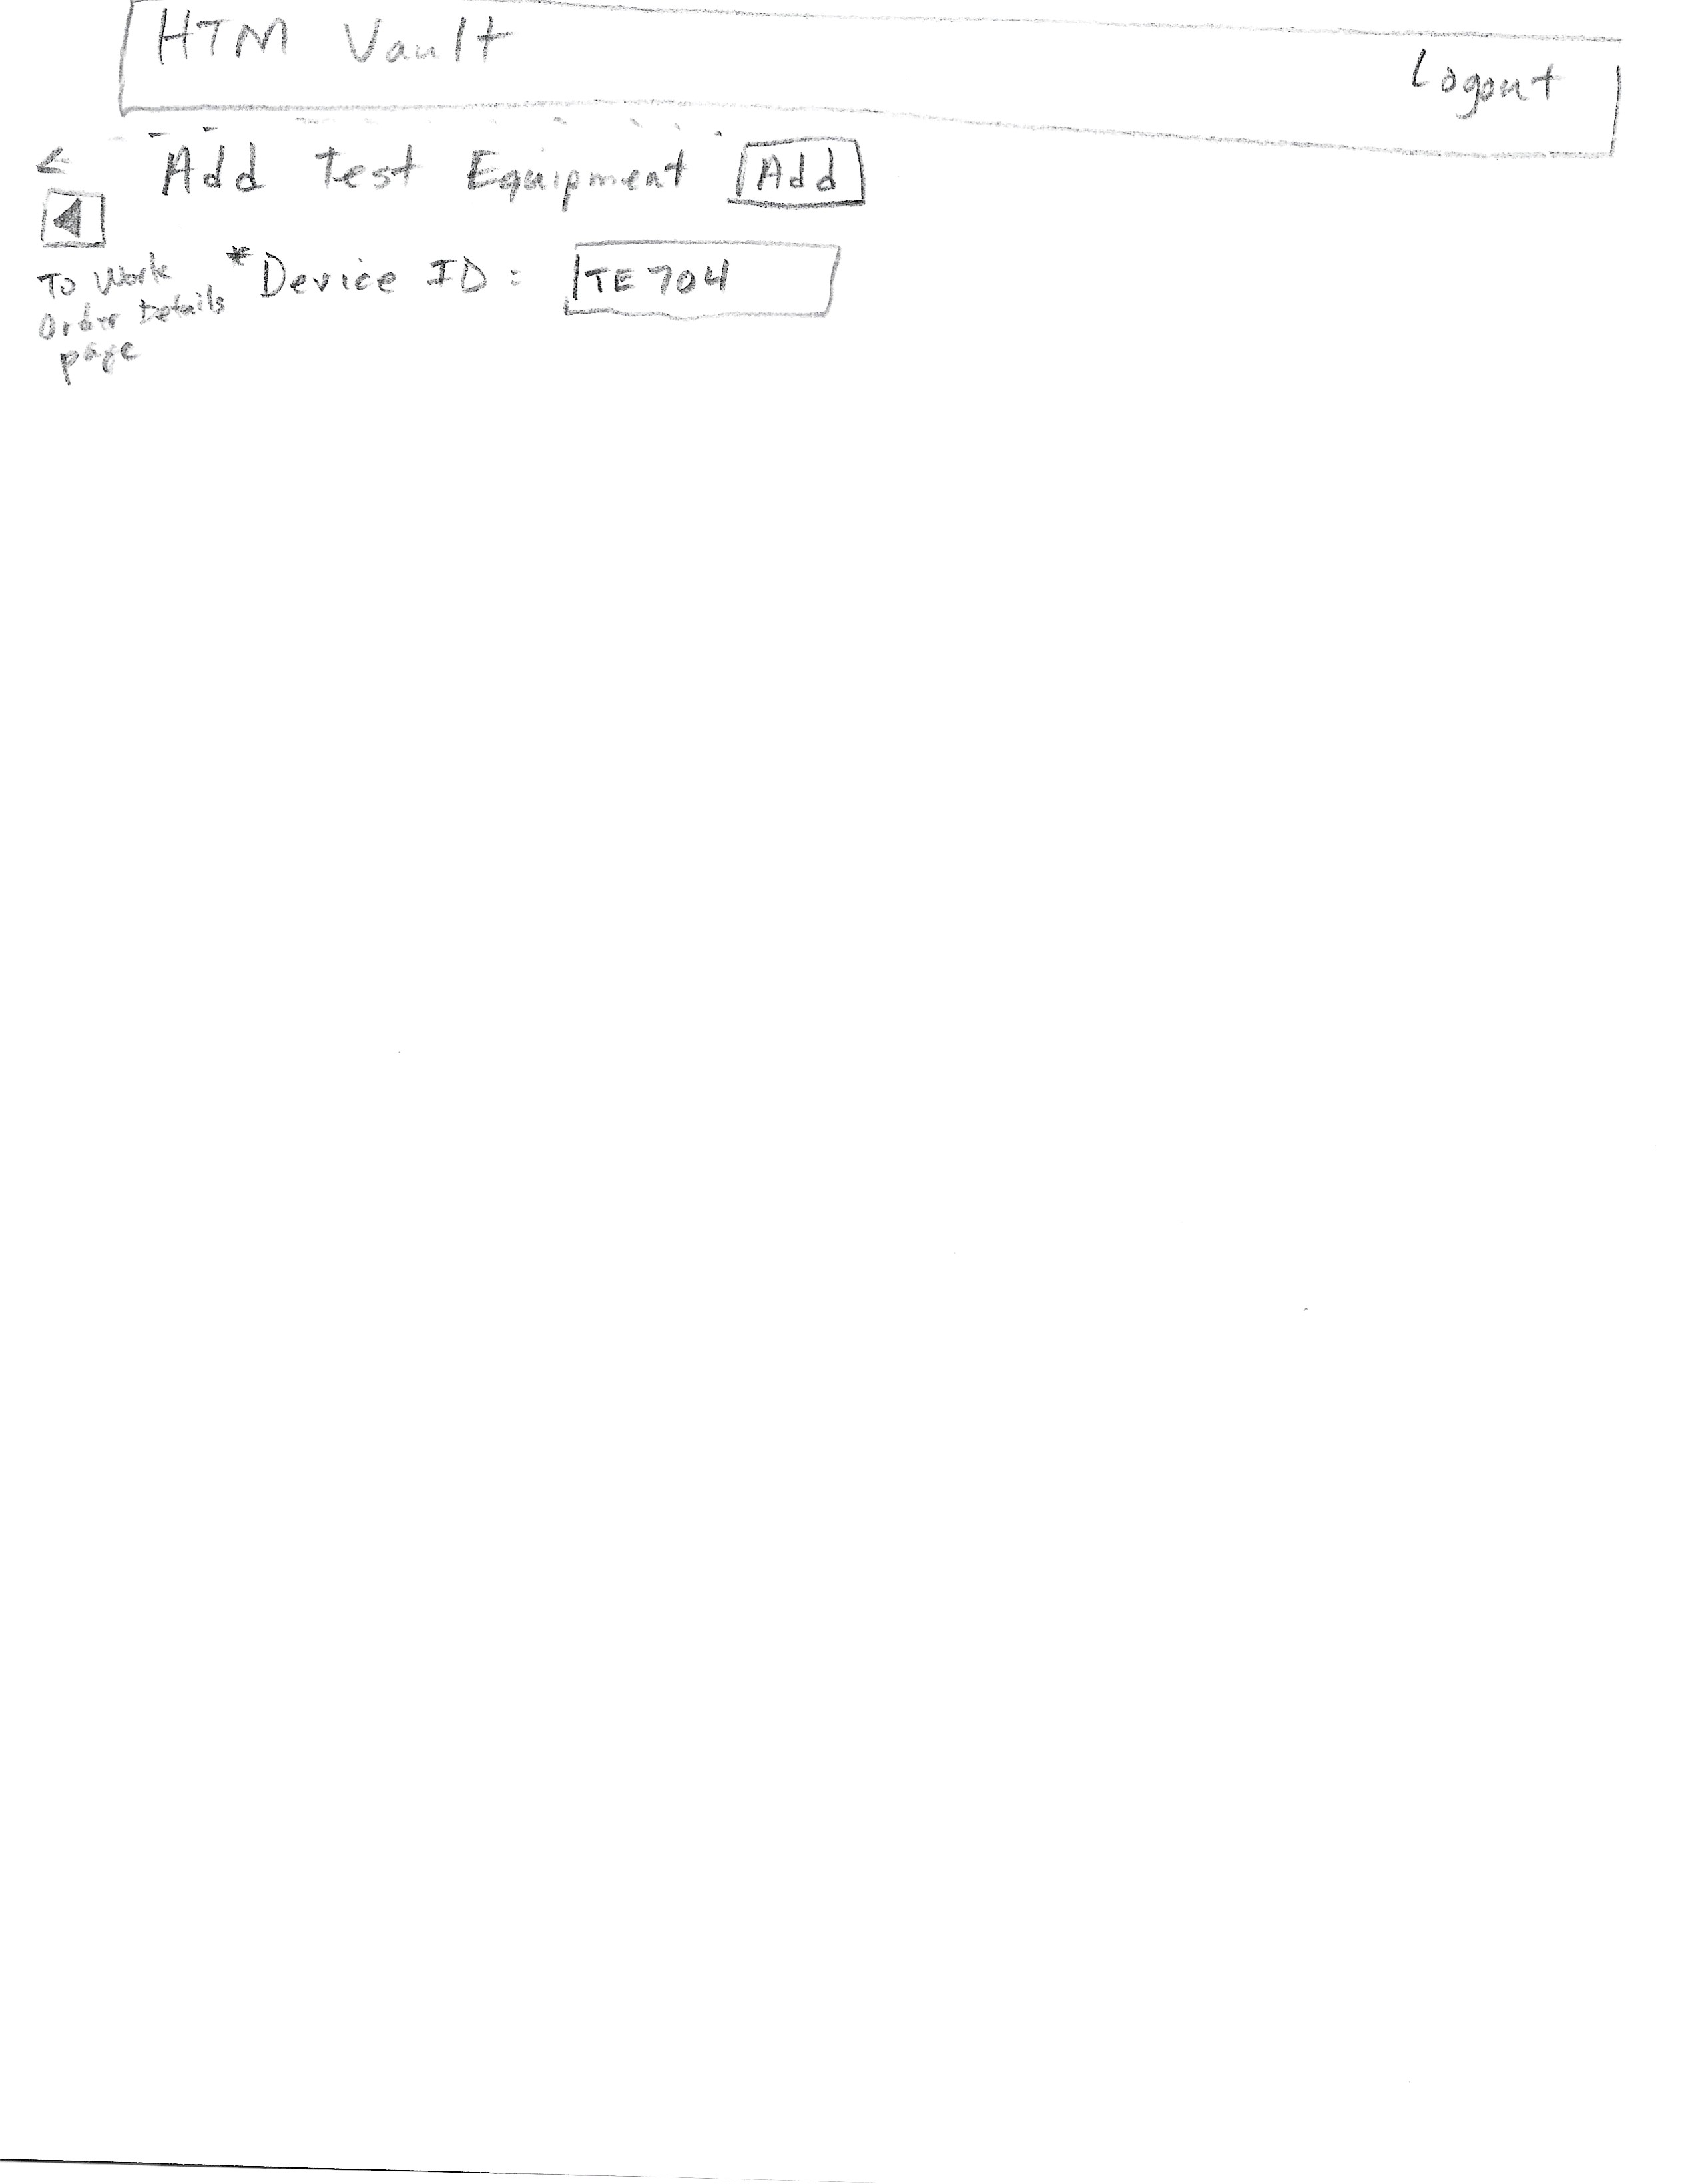 HTM Vault
Logout
Add Test Equipment Add
To Work
Order Details
page
*Device ID: TE704